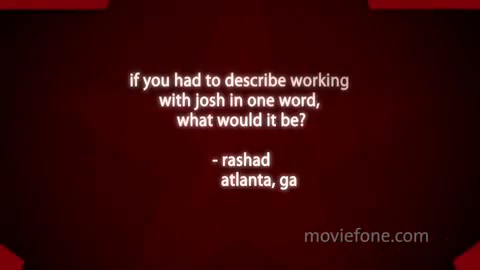 if you had to describe working
with josh in one word,
what would it be?
- rashad
atlanta, ga
moviefone.com